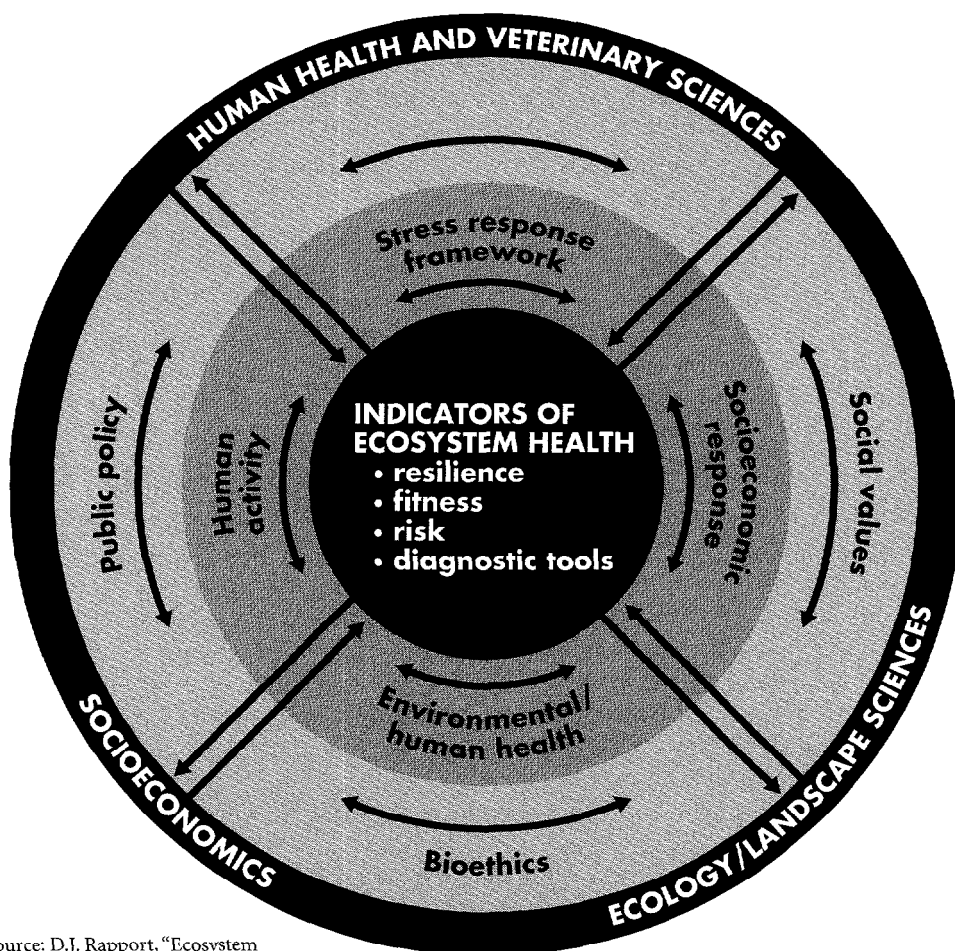 HUMAN HEALTH AND VETERINARY SCIENCES
Stress response
framework
Public policy
Human
activity
INDICATORS OF
ECOSYSTEM HEALTH
• resilience
• fitness
• risk
• diagnostic tools
Socioeconomic
response
Social values
Environmental/
human health
Bioethics
SOCIOECONOMICS
ECOLOGY/LANDSCAPE SCIENCES
ource: D.J. Rapport, “Ecosystem